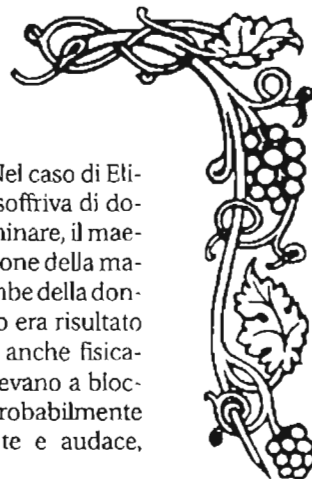 Nel caso di Eli-
soffriva di do-
minare, il mae-
one della ma-
mbe della don-
o era risultato
anche fisica-
evano a bloc-
robabilmente
te e audace,